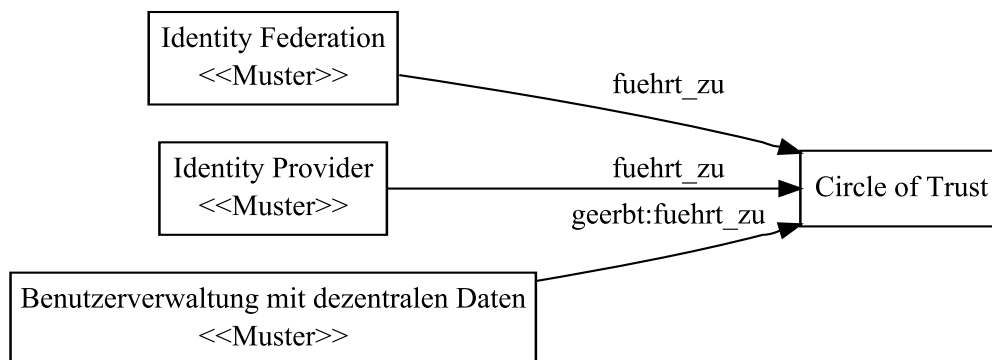 Identity Federation
<<Muster>>
fuehrt_zu
Identity Provider
<<Muster>>
fuehrt_zu
Circle of Trust
geerbt:fuehrt_zu
Benutzerverwaltung mit dezentralen Daten
<<Muster>>